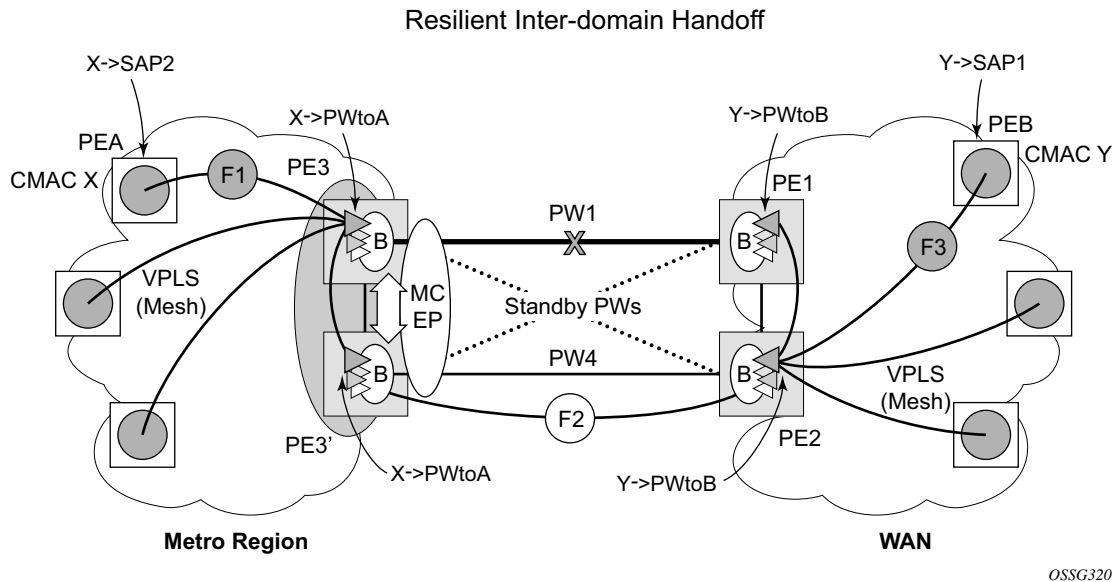 Resilient Inter-domain Handoff
X->SAP2
Y->SAP1
X->PWtoA
Y->PWtoB
PEA
PEB
CMAC X
F1
PE3
PE1
CMAC Y
PW1
B
B
F3
VPLS
(Mesh)
MC
EP
Standby PWs
PW4
B
B
VPLS
(Mesh)
F2
PE3’
PE2
X->PWtoA
Y->PWtoB
Metro Region
WAN
OSSG320